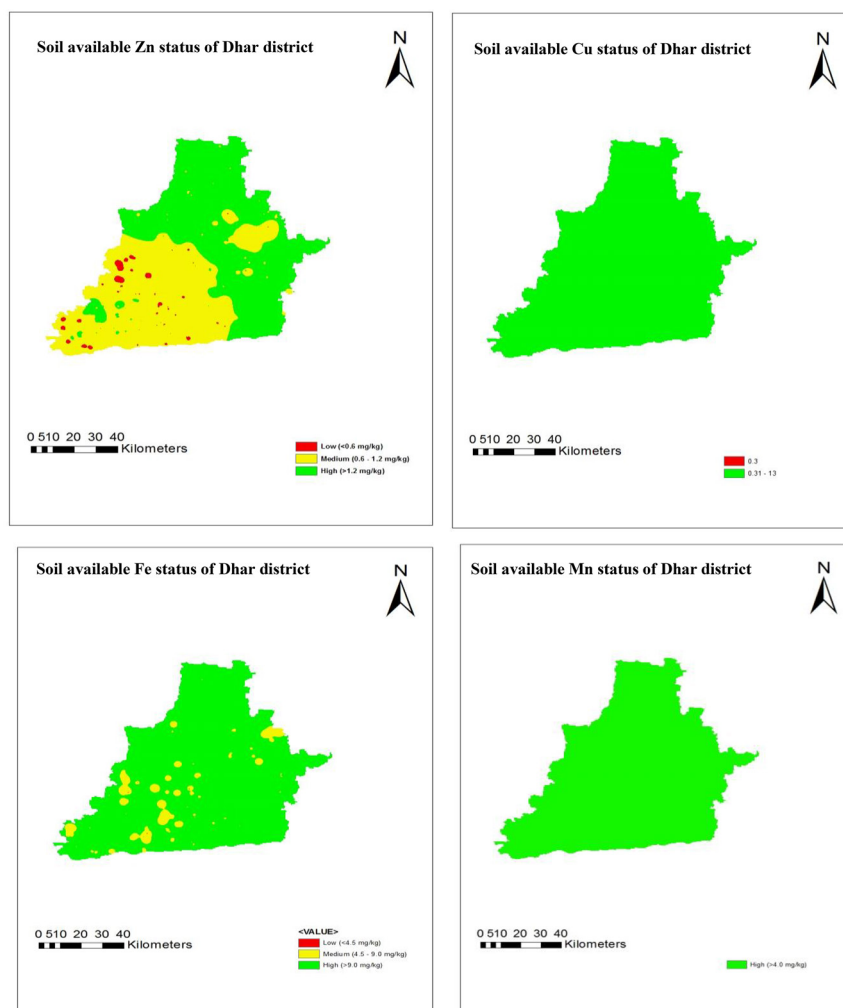 Soil available Zn status of Dhar district
N
0 510 20 30 40
Kilometers
Low (<0.6 mg/kg)
Medium (0.6 - 1.2 mg/kg)
High (>1.2 mg/kg)
Soil available Cu status of Dhar district
N
0 510 20 30 40
Kilometers
0.3
0.31 - 13
Soil available Fe status of Dhar district
N
0 510 20 30 40
Kilometers
<VALUE>
Low (<4.5 mg/kg)
Medium (4.5 - 9.0 mg/kg)
High (>9.0 mg/kg)
Soil available Mn status of Dhar district
N
0 510 20 30 40
Kilometers
High (>4.0 mg/kg)